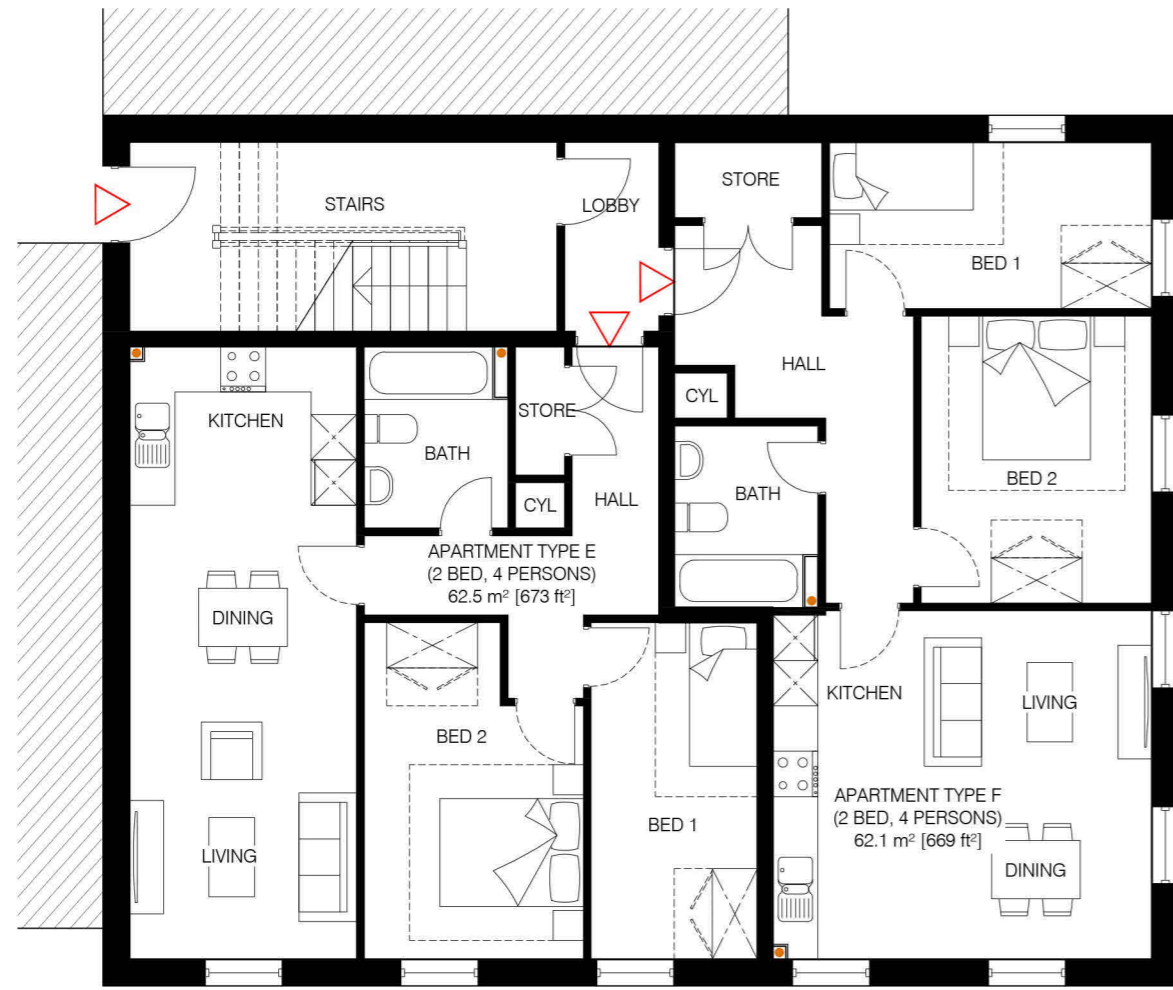 STAIRS
LOBBY
STORE
BED 1
HALL
CYL
KITCHEN
BATH
STORE
CYL
HALL
BATH
BED 2
APARTMENT TYPE E
(2 BED, 4 PERSONS)
62.5 m² [673 ft²]
DINING
BED 2
LIVING
BED 1
KITCHEN
LIVING
APARTMENT TYPE F
(2 BED, 4 PERSONS)
62.1 m² [669 ft²]
DINING